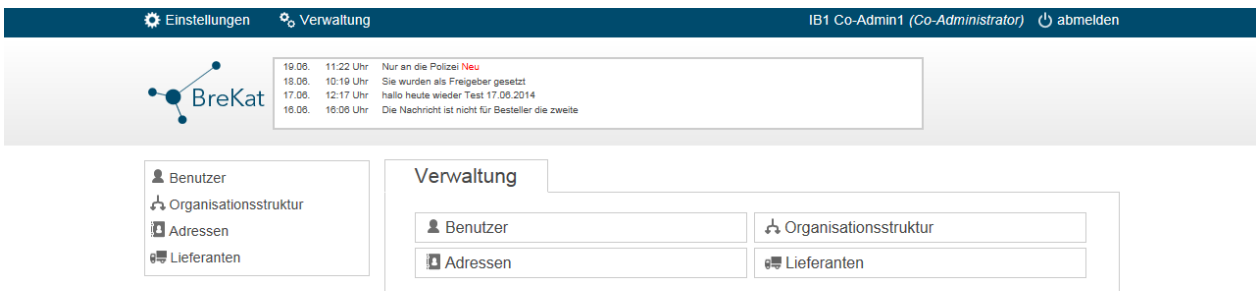 Einstellungen Verwaltung IB1 Co-Admin1 (Co-Administrator) abmelden
BreKat
19.06. 11:22 Uhr Nur an die Polizei Neu
18.06. 10:19 Uhr Sie wurden als Freigeber gesetzt
17.06. 12:17 Uhr hallo heute wieder Test 17.06.2014
16.06. 16:06 Uhr Die Nachricht ist nicht für Besteller die zweite
Benutzer
Organisationsstruktur
Adressen
Lieferanten
Verwaltung
Benutzer Organisationsstruktur
Adressen Lieferanten